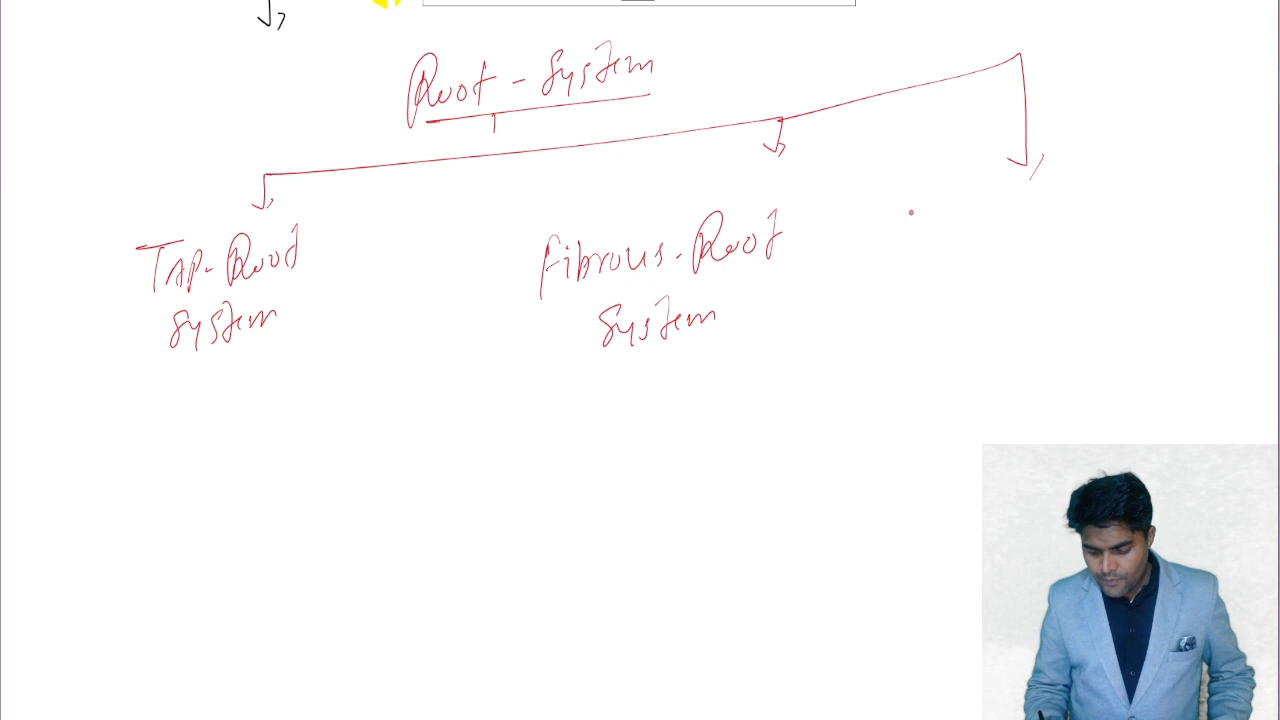 Root - System
TAP - Root
System
Fibrous - Root
System